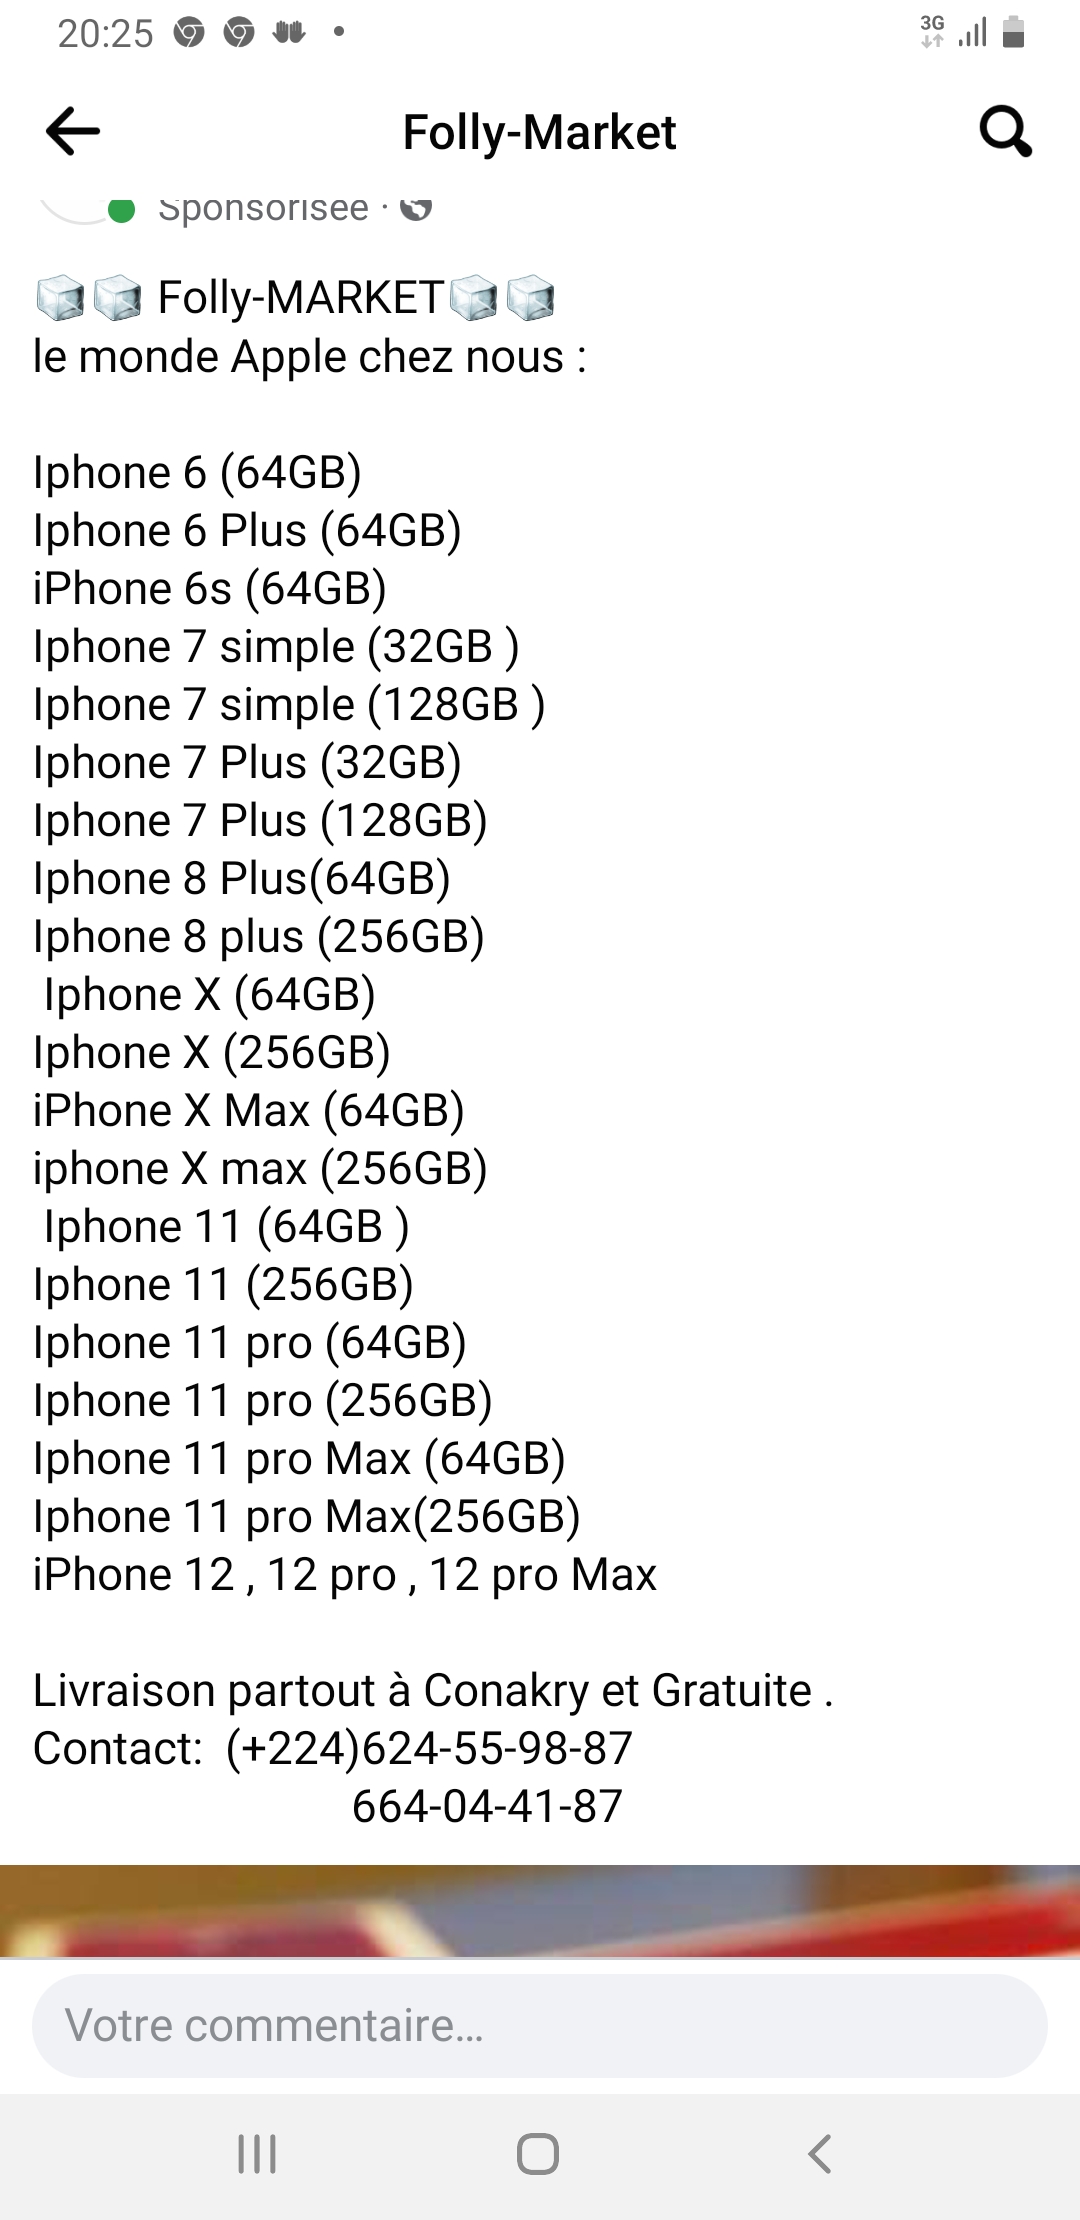 20:25
3G
Folly-Market
Sponsorisée ·
Folly-MARKET
le monde Apple chez nous :
Iphone 6 (64GB)
Iphone 6 Plus (64GB)
iPhone 6s (64GB)
Iphone 7 simple (32GB )
Iphone 7 simple (128GB )
Iphone 7 Plus (32GB)
Iphone 7 Plus (128GB)
Iphone 8 Plus(64GB)
Iphone 8 plus (256GB)
Iphone X (64GB)
Iphone X (256GB)
iPhone X Max (64GB)
iphone X max (256GB)
Iphone 11 (64GB )
Iphone 11 (256GB)
Iphone 11 pro (64GB)
Iphone 11 pro (256GB)
Iphone 11 pro Max (64GB)
Iphone 11 pro Max(256GB)
iPhone 12 , 12 pro , 12 pro Max
Livraison partout à Conakry et Gratuite .
Contact:  (+224)624-55-98-87
664-04-41-87
Votre commentaire…